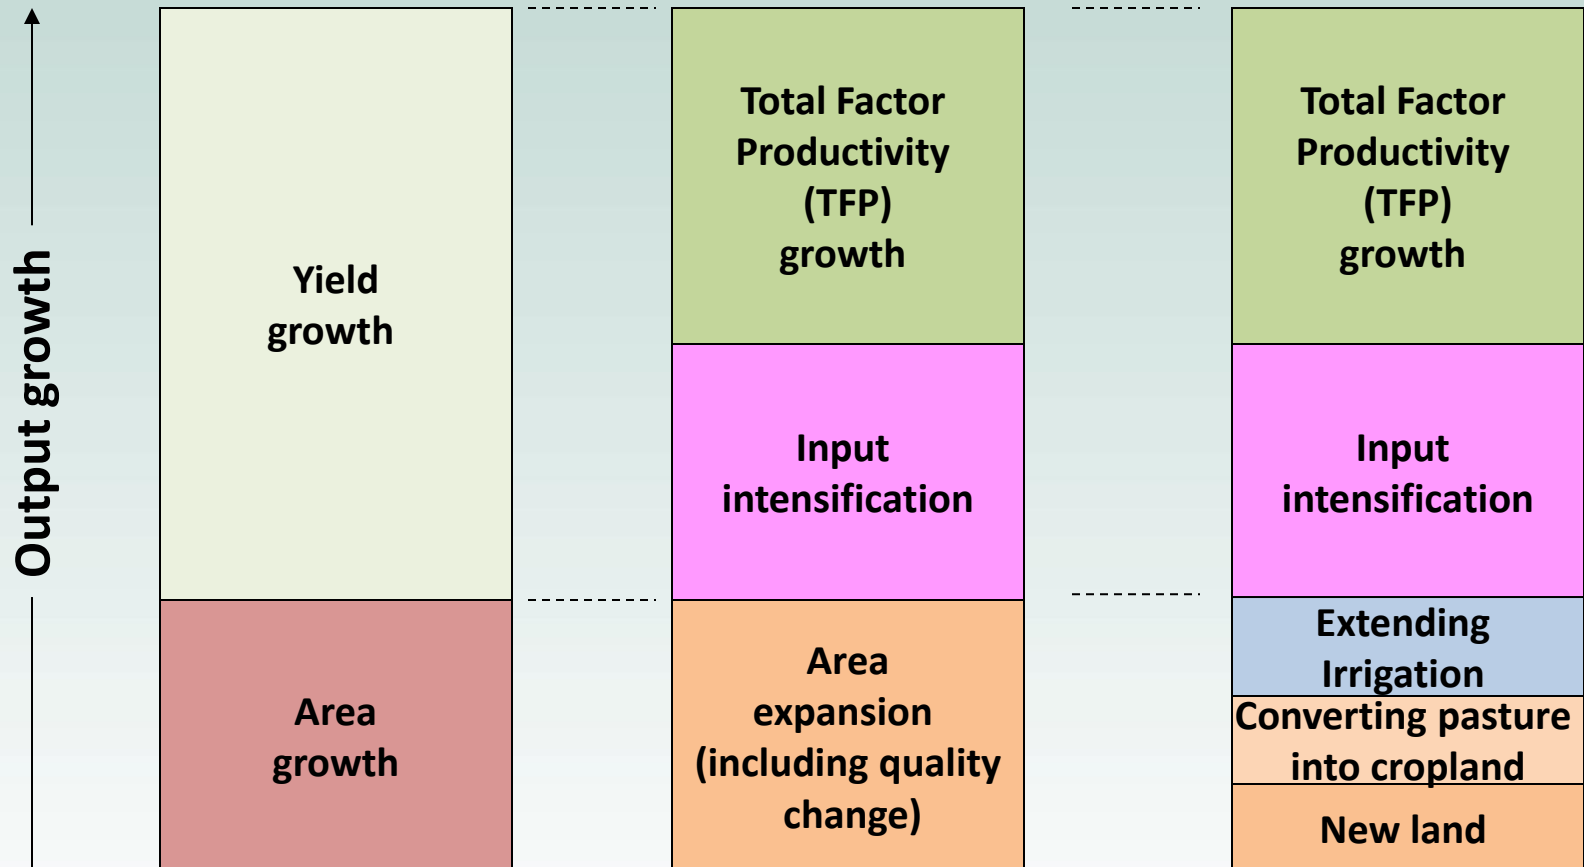 Output growth
Yield
growth
Area
growth
Total Factor
Productivity
(TFP)
growth
Input
intensification
Area
expansion
(including quality
change)
Total Factor
Productivity
(TFP)
growth
Input
intensification
Extending
Irrigation
Converting pasture
into cropland
New land